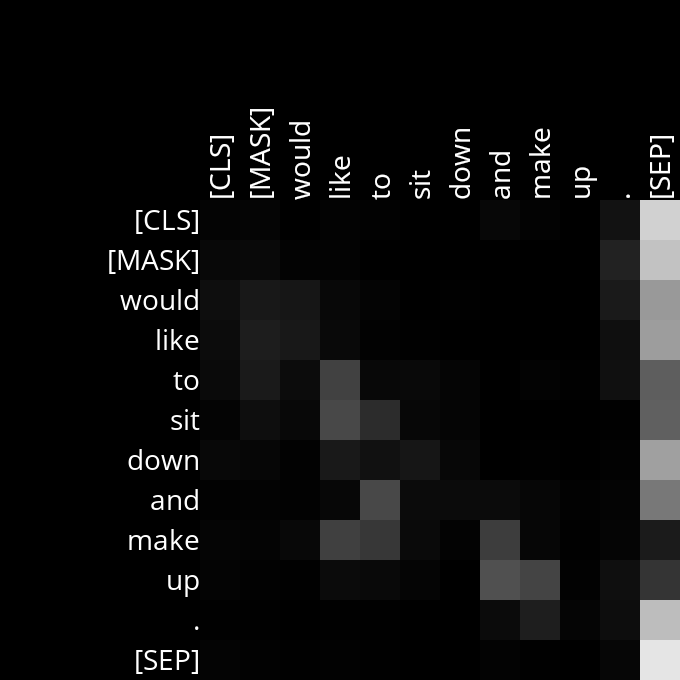 [CLS]
[MASK]
would
like
to
sit
down
and
make
up
.
[SEP]
[CLS]
[MASK]
would
like
to
sit
down
and
make
up
.
[SEP]